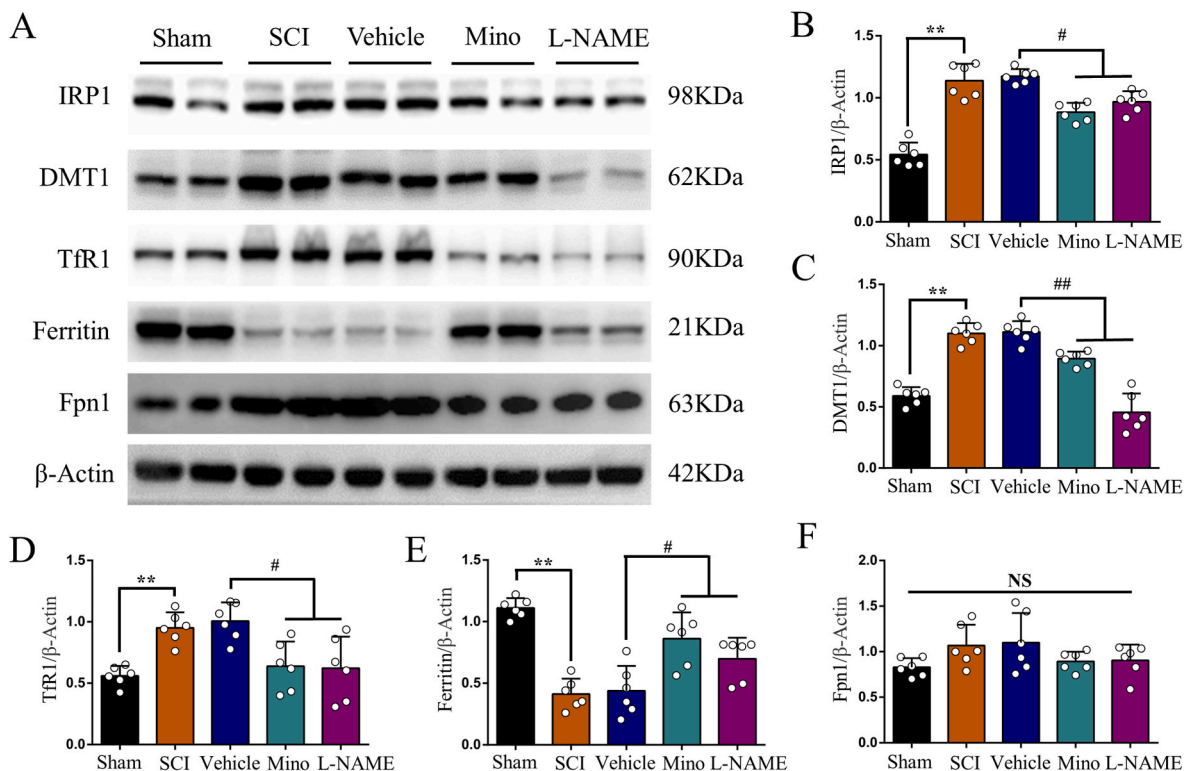 A
Sham SCI Vehicle Mino L-NAME
IRP1 98KDa
DMT1 62KDa
TfR1 90KDa
Ferritin 21KDa
Fpn1 63KDa
β-Actin 42KDa
B
IRP1/β-Actin
1.5
1.0
0.5
0.0
** #
Sham SCI Vehicle Mino L-NAME
C
DMT1/β-Actin
1.5
1.0
0.5
0.0
** ##
Sham SCI Vehicle Mino L-NAME
D
TfR1/β-Actin
1.5
1.0
0.5
0.0
** #
Sham SCI Vehicle Mino L-NAME
E
Ferritin/β-Actin
1.5
1.0
0.5
0.0
** #
Sham SCI Vehicle Mino L-NAME
F
Fpn1/β-Actin
2.0
1.5
1.0
0.5
0.0
NS
Sham SCI Vehicle Mino L-NAME